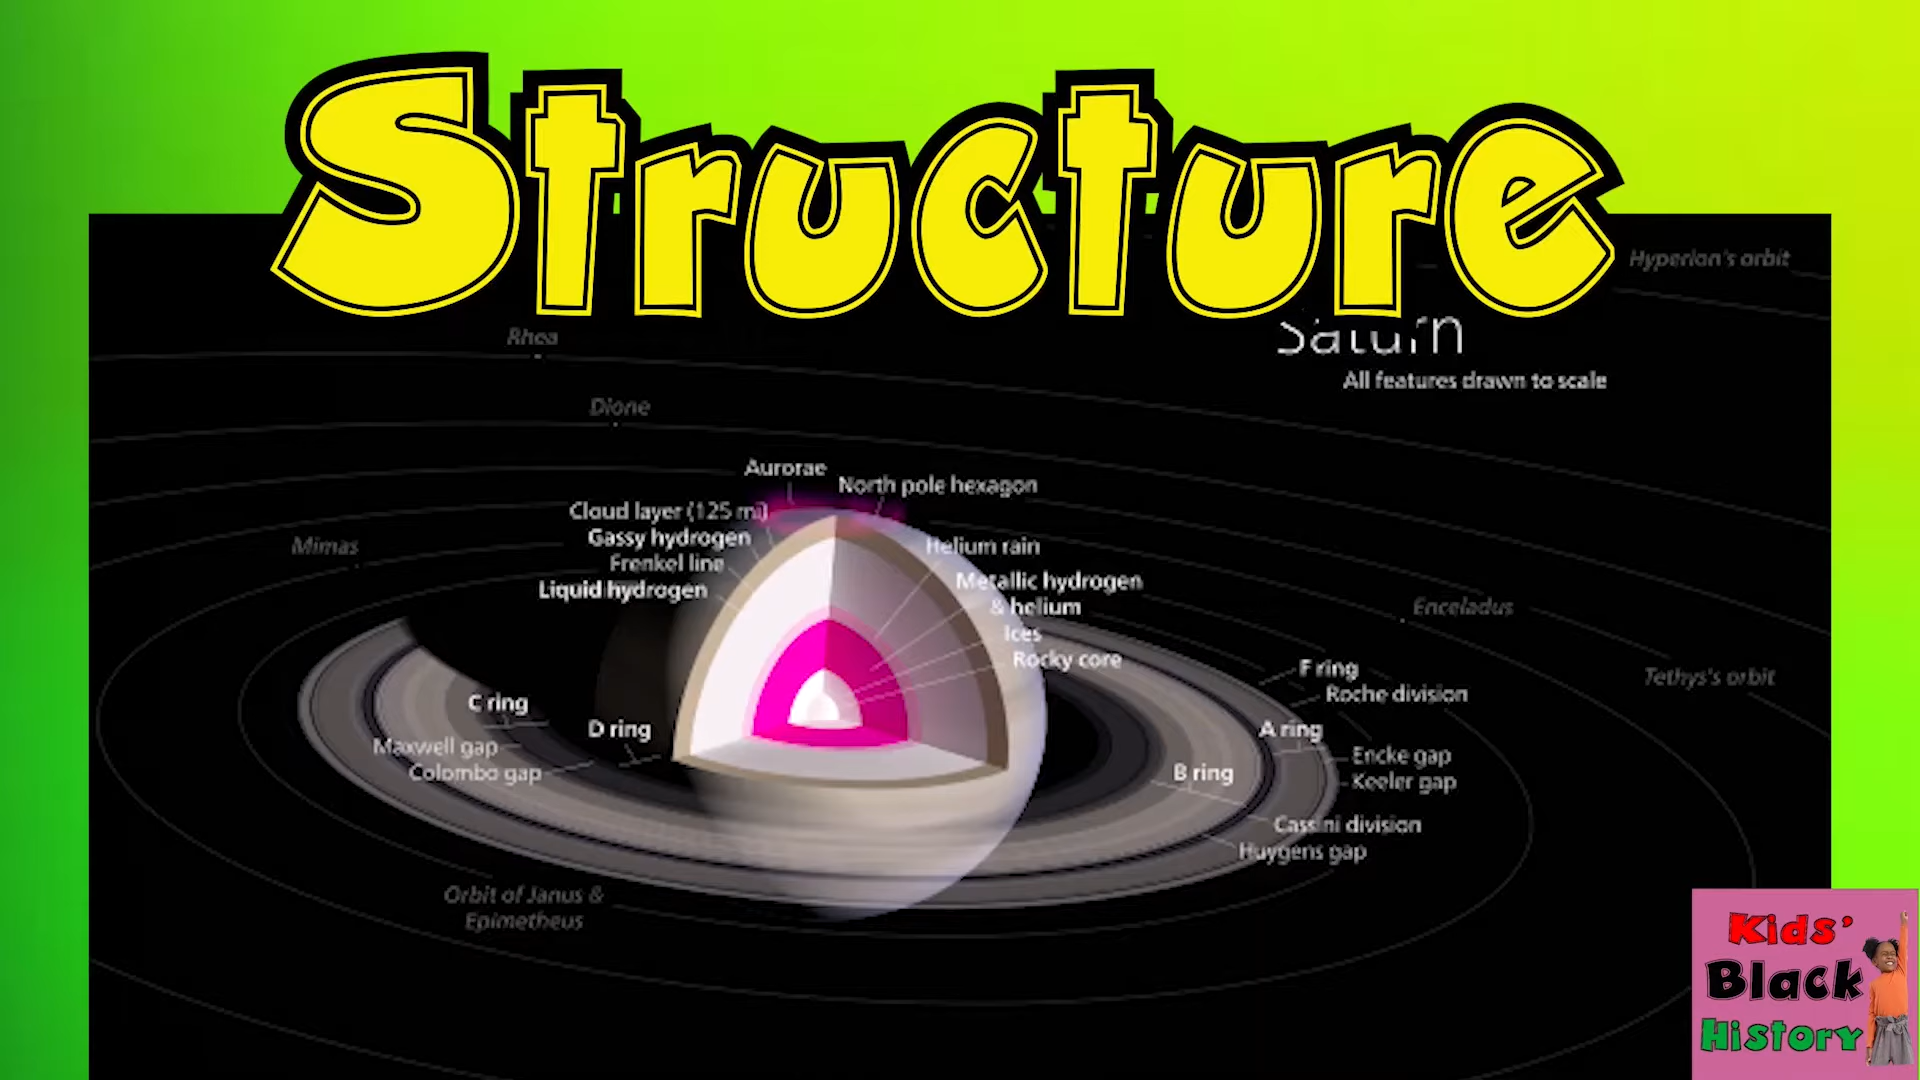 Structure
Hyperion's orbit
Saturn
All features drawn to scale
Rhea
Dione
Aurorae
North pole hexagon
Cloud layer (125 mi)
Gassy hydrogen
Frenkel line
Liquid hydrogen
Mimas
Helium rain
Metallic hydrogen
& helium
Ices
Rocky core
Enceladus
Tethys's orbit
F ring
Roche division
A ring
Encke gap
Keeler gap
B ring
Cassini division
Huygens gap
C ring
D ring
Maxwell gap
Colombo gap
Orbit of Janus &
Epimetheus
Kids'
Black
History